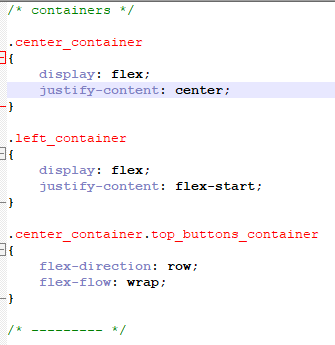 /* containers */
.center_container
{
display: flex;
justify-content: center;
}
.left_container
{
display: flex;
justify-content: flex-start;
}
.center_container.top_buttons_container
{
flex-direction: row;
flex-flow: wrap;
}
/* --------- */